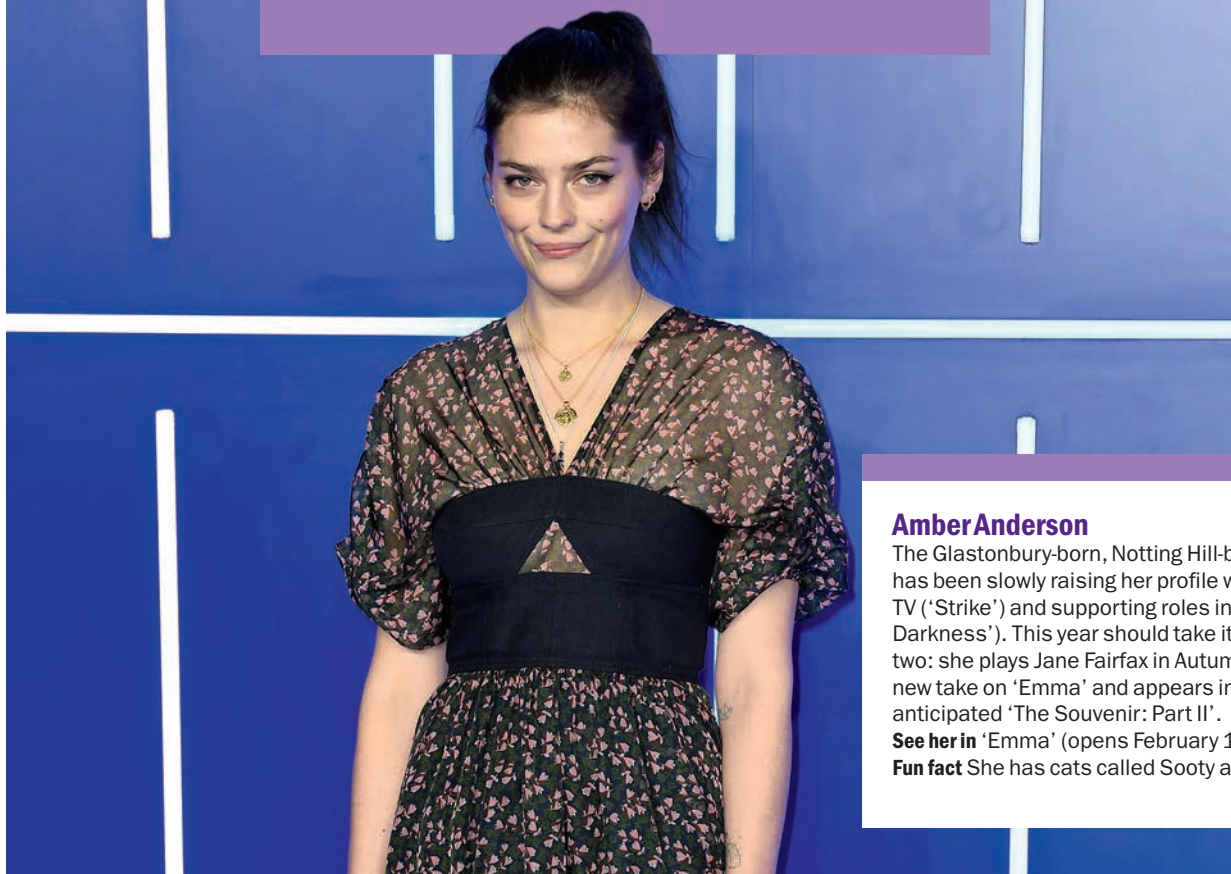 Amber Anderson
The Glastonbury-born, Notting Hill-b
has been slowly raising her profile w
TV (‘Strike’) and supporting roles in
Darkness’). This year should take it
two: she plays Jane Fairfax in Autum
new take on ‘Emma’ and appears in
anticipated ‘The Souvenir: Part II’.
See her in ‘Emma’ (opens February 1
Fun fact She has cats called Sooty a